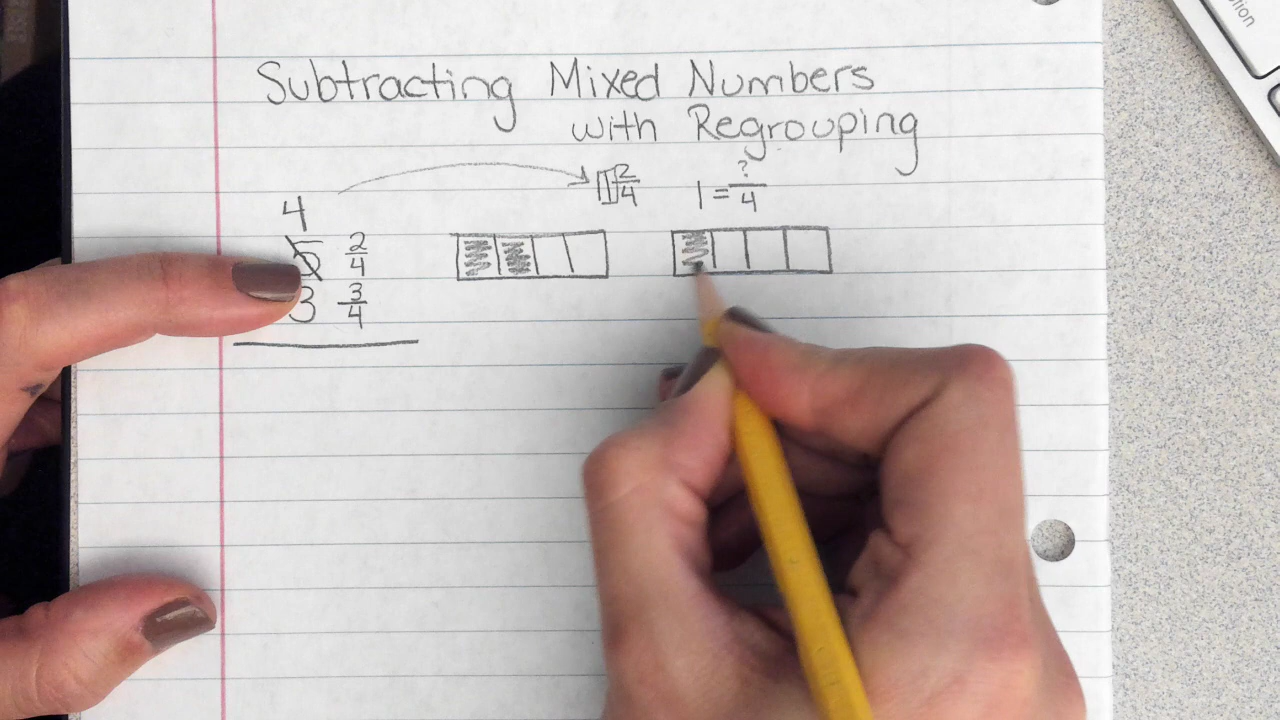 Subtracting Mixed Numbers
with Regrouping
4 1 2/4 1 = ?/4
5 2/4
3 3/4